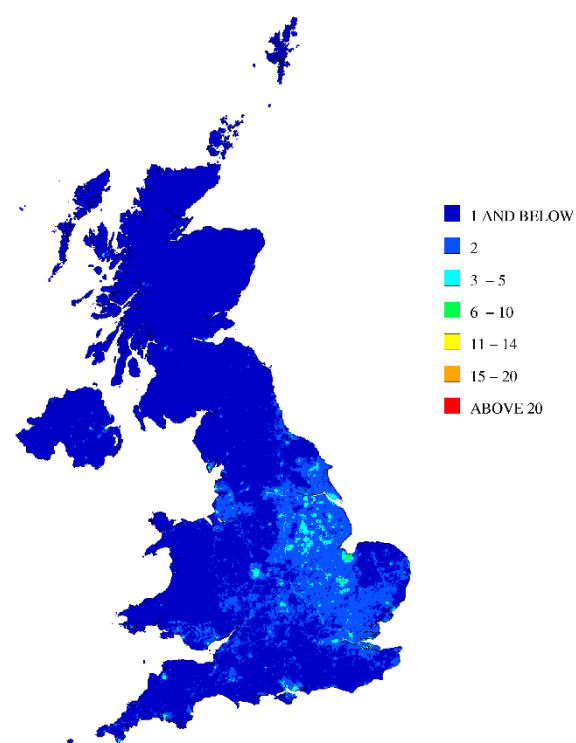 1 AND BELOW
2
3 – 5
6 – 10
11 – 14
15 – 20
ABOVE 20